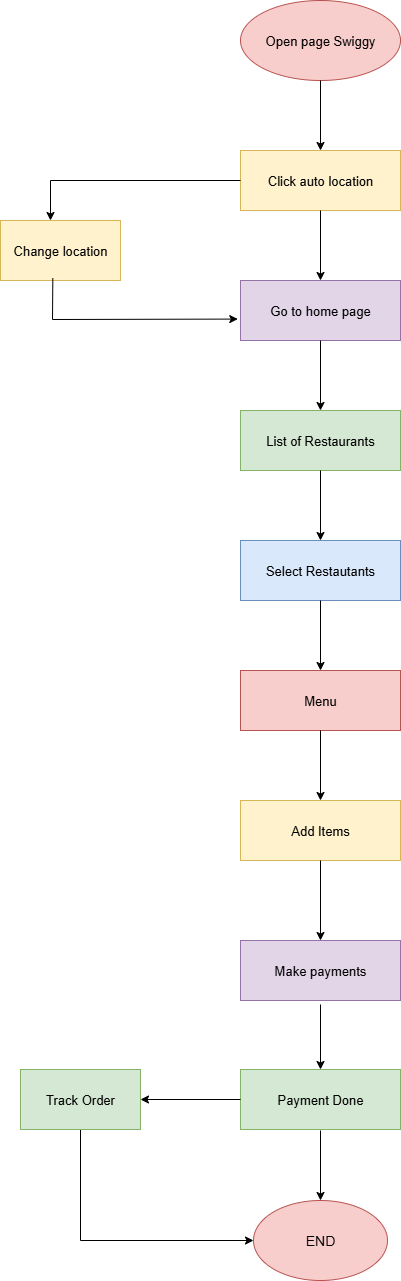 Open page Swiggy
Click auto location
Change location
Go to home page
List of Restaurants
Select Restautants
Menu
Add Items
Make payments
Track Order
Payment Done
END